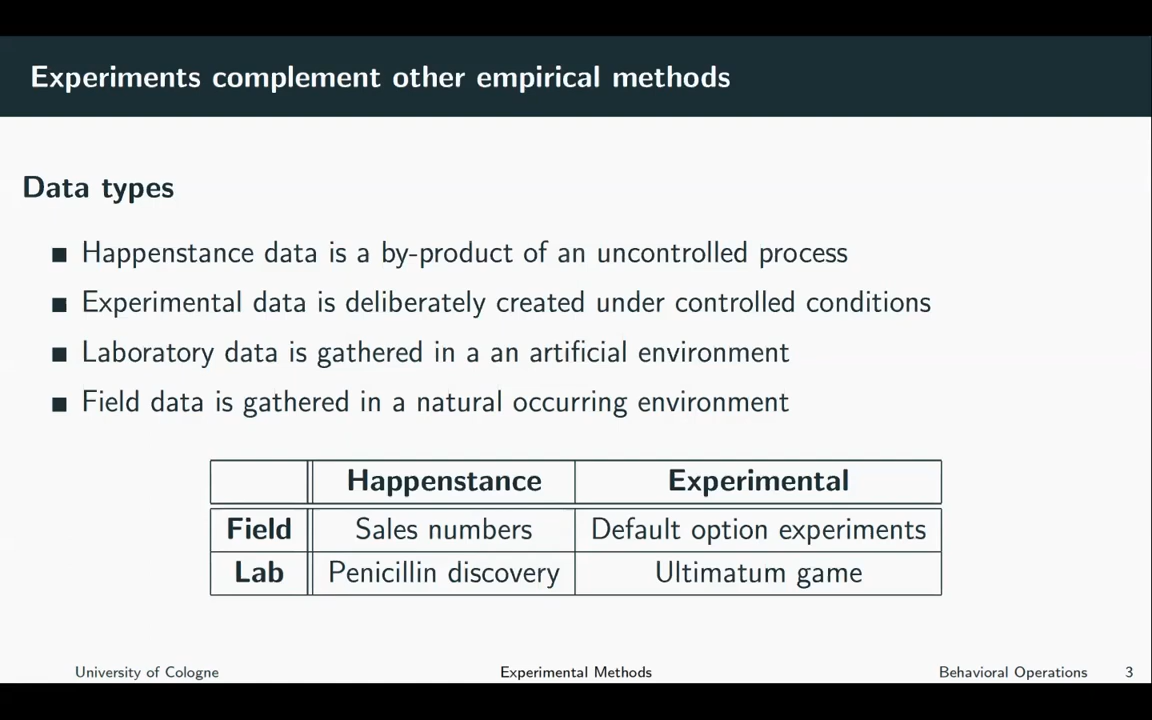 Experiments complement other empirical methods
Data types
■ Happenstance data is a by-product of an uncontrolled process
■ Experimental data is deliberately created under controlled conditions
■ Laboratory data is gathered in a an artificial environment
■ Field data is gathered in a natural occurring environment
Happenstance Experimental
Field Sales numbers Default option experiments
Lab Penicillin discovery Ultimatum game
University of Cologne Experimental Methods Behavioral Operations 3